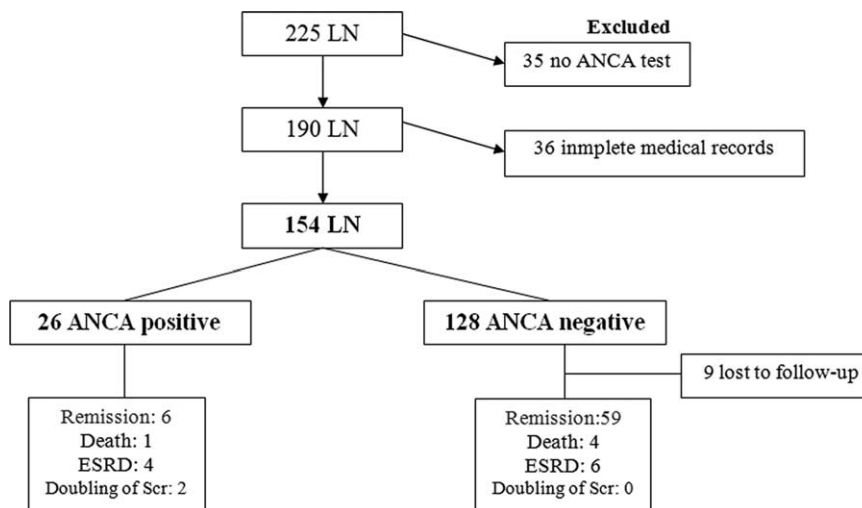 225 LN
Excluded
35 no ANCA test
190 LN
36 inmplete medical records
154 LN
26 ANCA positive
128 ANCA negative
9 lost to follow-up
Remission: 6
Death: 1
ESRD: 4
Doubling of Scr: 2
Remission:59
Death: 4
ESRD: 6
Doubling of Scr: 0